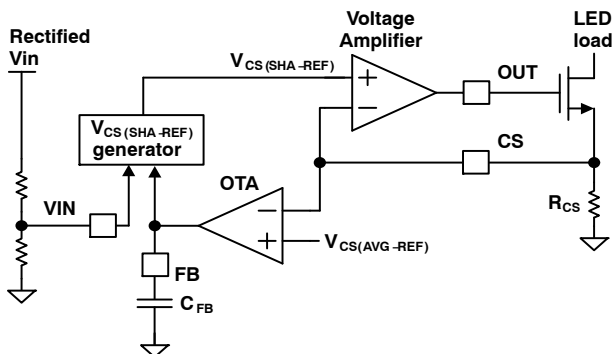 Rectified
Vin
Voltage
Amplifier
LED
load
VCS(SHA-REF)
+
−
OUT
VCS(SHA-REF)
generator
CS
OTA
RCS
VIN
−
+
VCS(AVG-REF)
FB
CFB